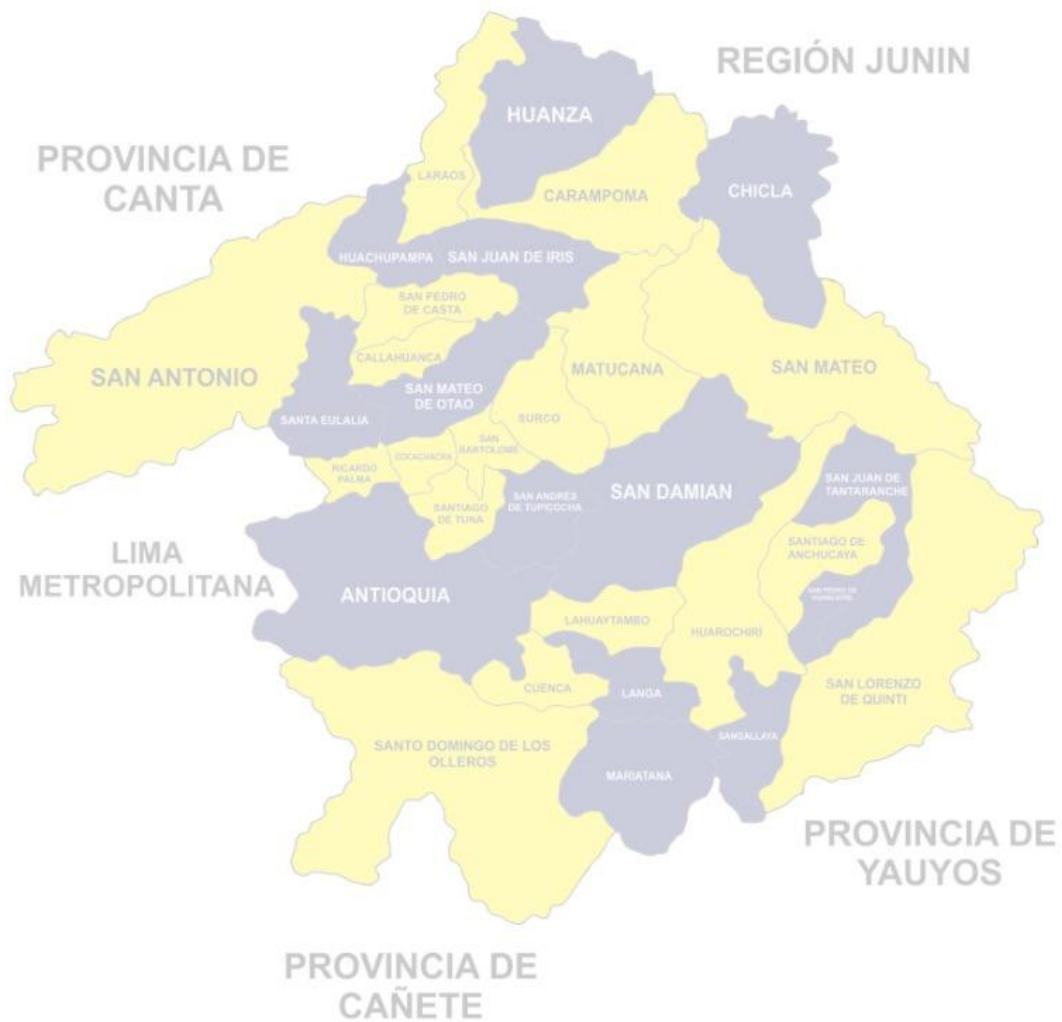 REGIÓN JUNIN
HUANZA
PROVINCIA DE
CANTA
LARAOS
CARAMPOMA
CHICLA
HUACHUPAMPA
SAN JUAN DE IRIS
SAN PEDRO
DE CASTA
CALLAHUANCA
SAN ANTONIO
MATUCANA
SAN MATEO
SAN MATEO
DE OTAO
SANTA EULALIA
SURCO
SAN
BARTOLOME
RICARDO
PALMA
SAN JUAN DE
TANTARANCHE
SAN DAMIAN
SAN ANDRES
DE TUPICOCHA
SANTIAGO
DE TUNA
SANTIAGO DE
ANCHUCAYA
LIMA
METROPOLITANA
ANTIOQUIA
LAHUAYTAMBO
HUAROCHIRÍ
CUENCA
LANGA
SAN LORENZO
DE QUINTI
SANGALLAYA
SANTO DOMINGO DE LOS
OLLEROS
MARIATANA
PROVINCIA DE
YAUYOS
PROVINCIA DE
CAÑETE